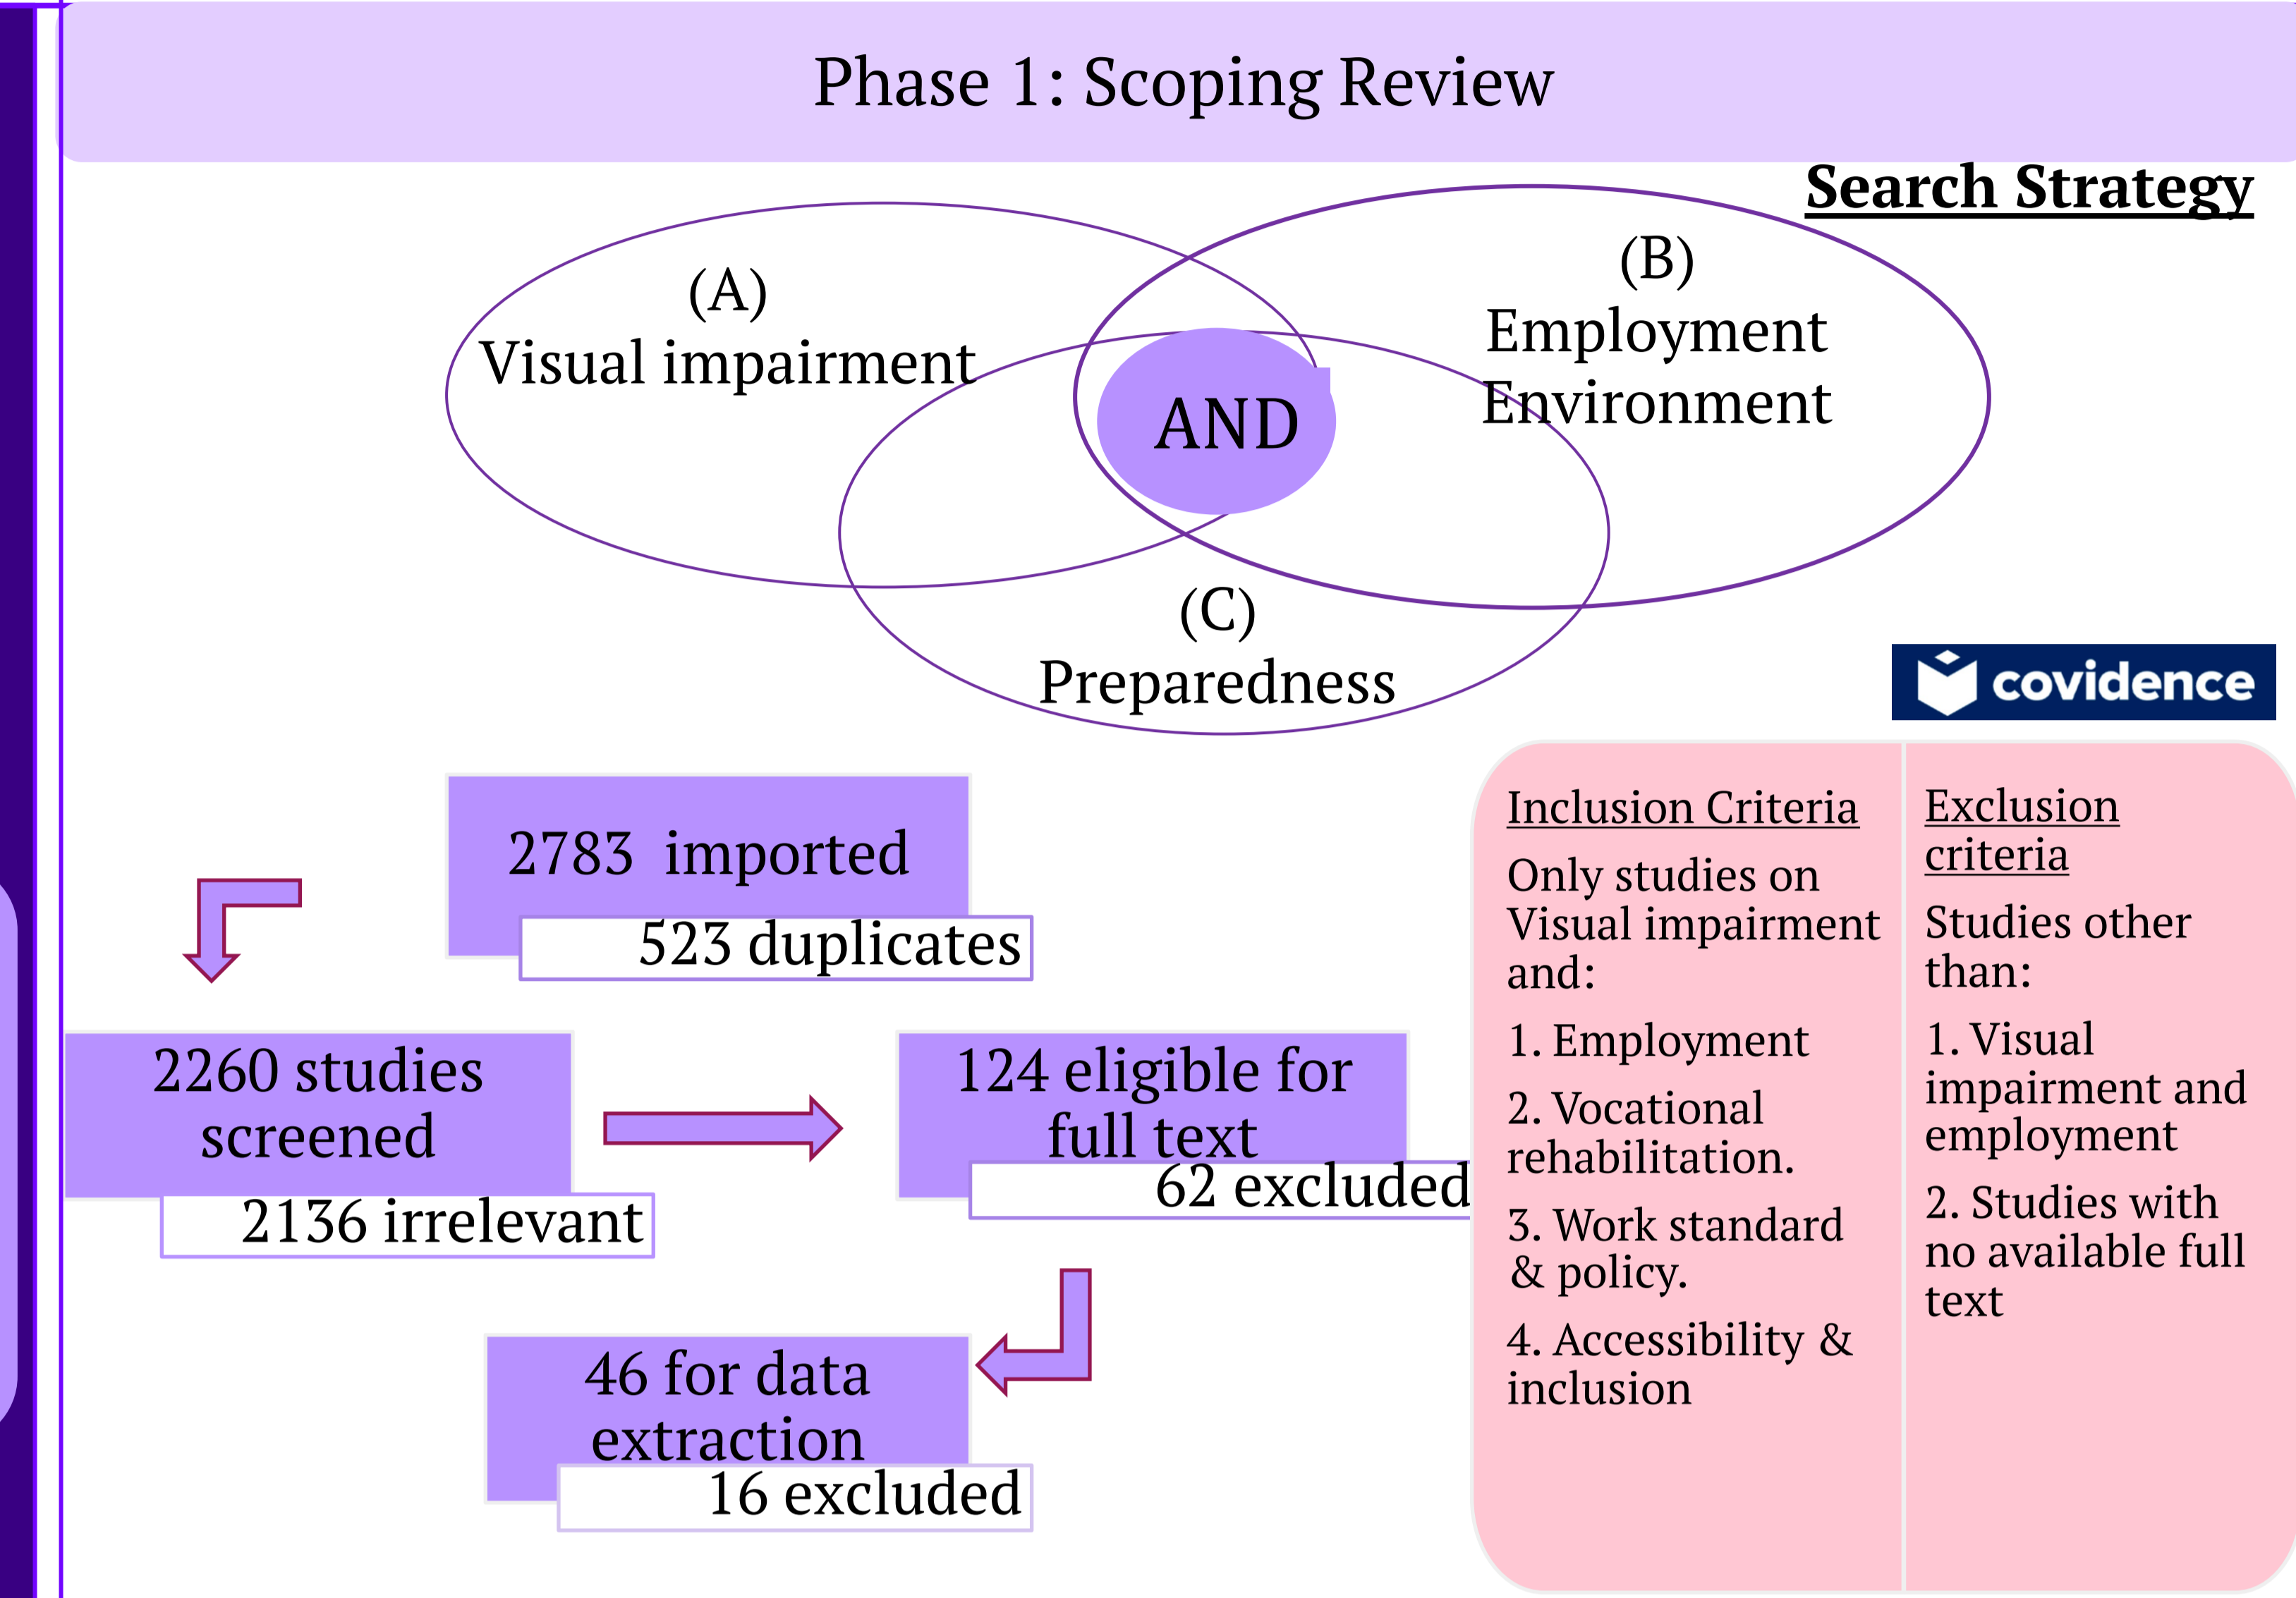 Phase 1: Scoping Review
Search Strategy
(A)
Visual impairment
(B)
Employment
Environment
AND
(C)
Preparedness
covidence
2783 imported
523 duplicates
2260 studies
screened
2136 irrelevant
124 eligible for
full text
62 excluded
46 for data
extraction
16 excluded
Inclusion Criteria
Only studies on
Visual impairment
and:
1. Employment
2. Vocational
rehabilitation.
3. Work standard
& policy.
4. Accessibility &
inclusion
Exclusion
criteria
Studies other
than:
1. Visual
impairment and
employment
2. Studies with
no available full
text